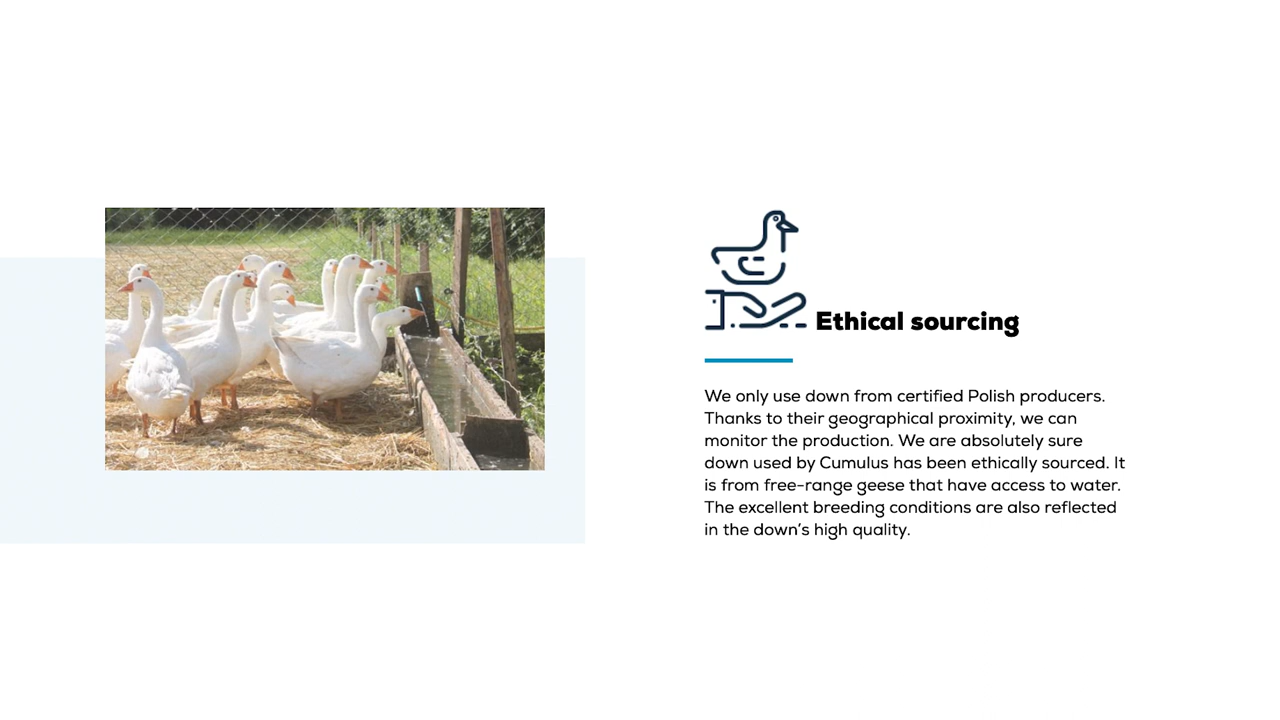 Ethical sourcing
We only use down from certified Polish producers.
Thanks to their geographical proximity, we can
monitor the production. We are absolutely sure
down used by Cumulus has been ethically sourced. It
is from free-range geese that have access to water.
The excellent breeding conditions are also reflected
in the down’s high quality.